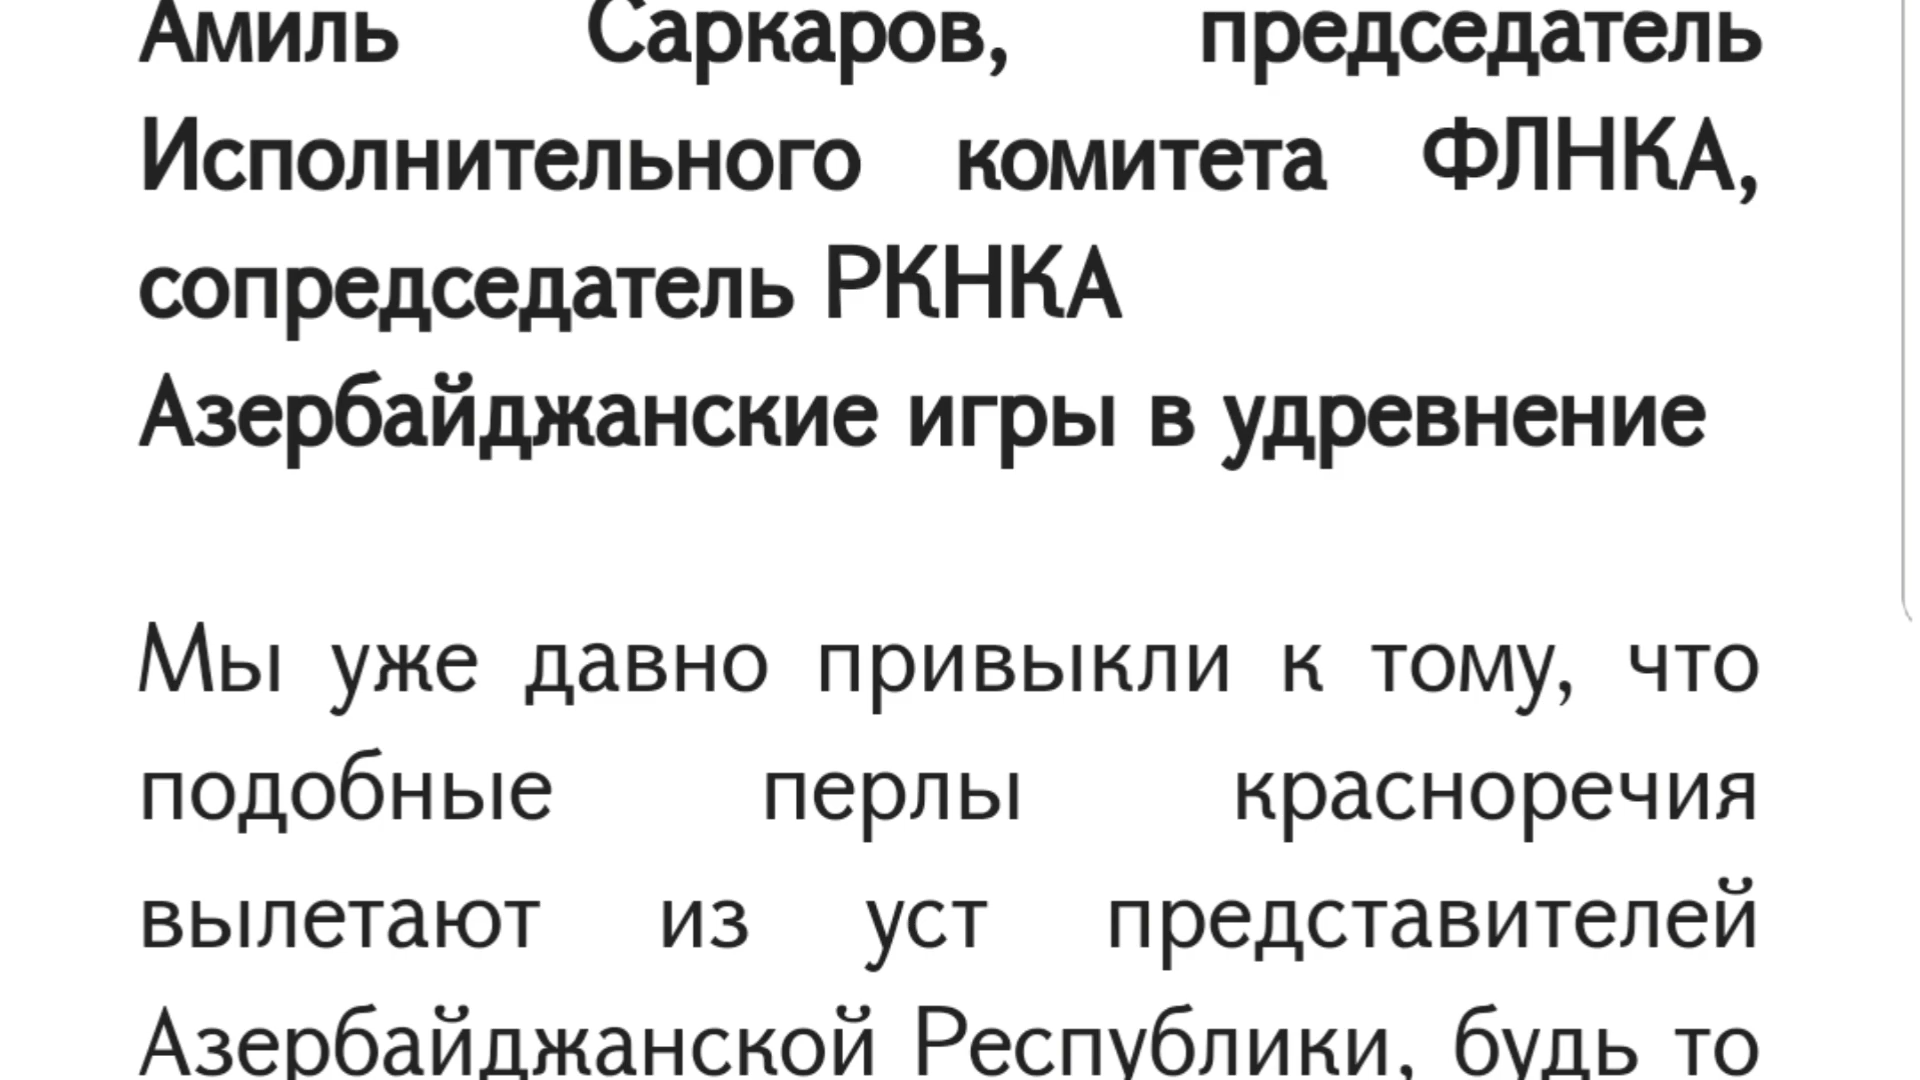 Амиль Саркаров, председатель
Исполнительного комитета ФЛНКА,
сопредседатель РКНКА
Азербайджанские игры в удревнение
Мы уже давно привыкли к тому, что
подобные перлы красноречия
вылетают из уст представителей
Азербайджанской Республики, будь то